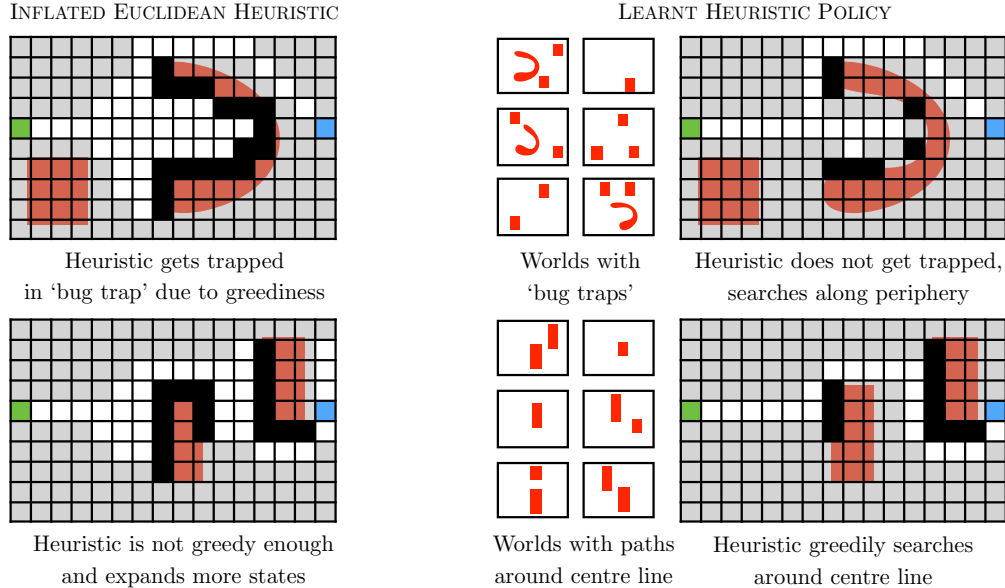 INFLATED EUCLIDEAN HEURISTIC
LEARNT HEURISTIC POLICY
Heuristic gets trapped
in ‘bug trap’ due to greediness
Worlds with
‘bug traps’
Heuristic does not get trapped,
searches along periphery
Heuristic is not greedy enough
and expands more states
Worlds with paths
around centre line
Heuristic greedily searches
around centre line